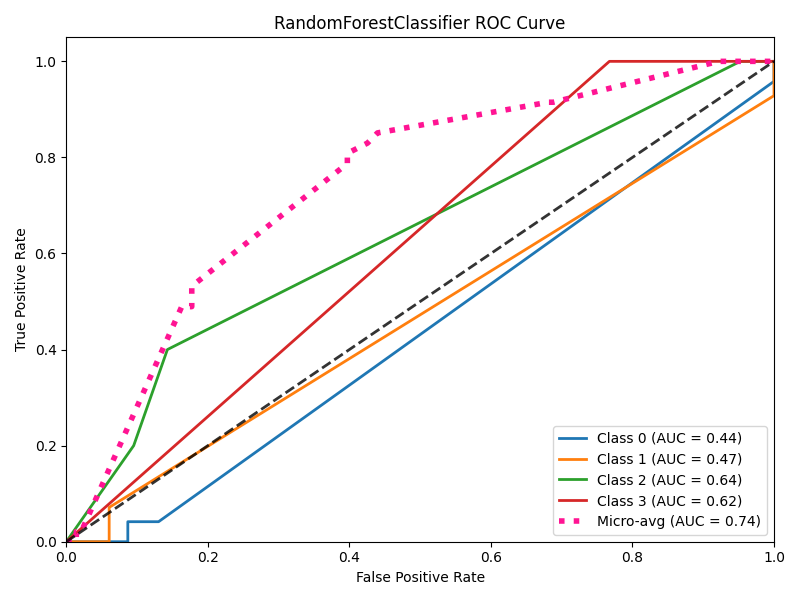 RandomForestClassifier ROC Curve
True Positive Rate
1.0
0.8
0.6
0.4
0.2
0.0
0.0 0.2 0.4 0.6 0.8 1.0
False Positive Rate
Class 0 (AUC = 0.44)
Class 1 (AUC = 0.47)
Class 2 (AUC = 0.64)
Class 3 (AUC = 0.62)
Micro-avg (AUC = 0.74)